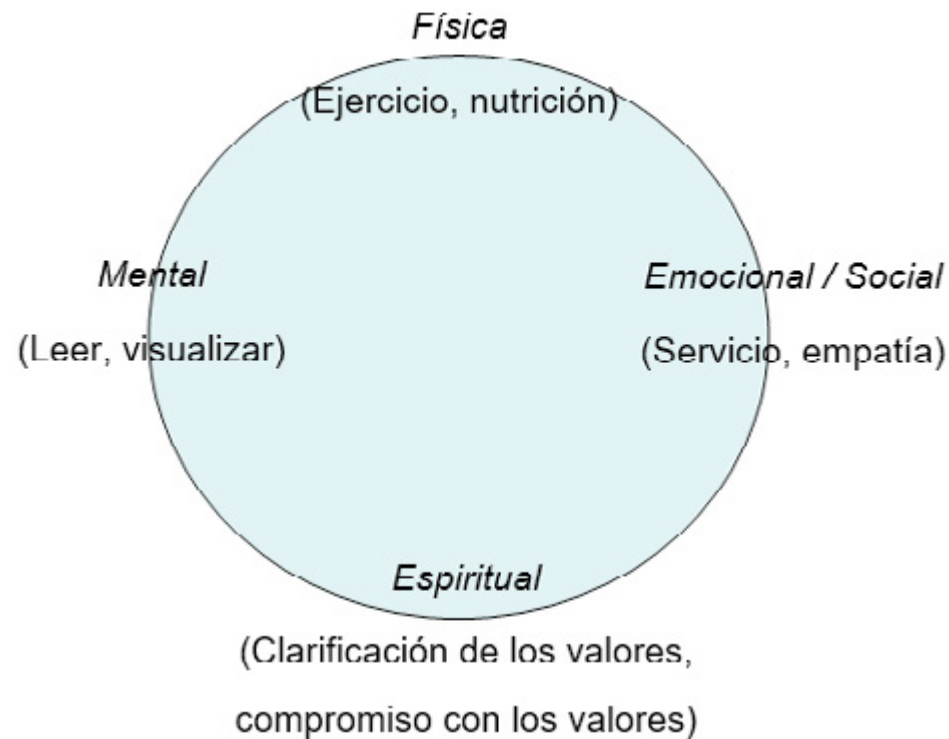 Física
(Ejercicio, nutrición)
Mental
(Leer, visualizar)
Emocional / Social
(Servicio, empatía)
Espiritual
(Clarificación de los valores,
compromiso con los valores)